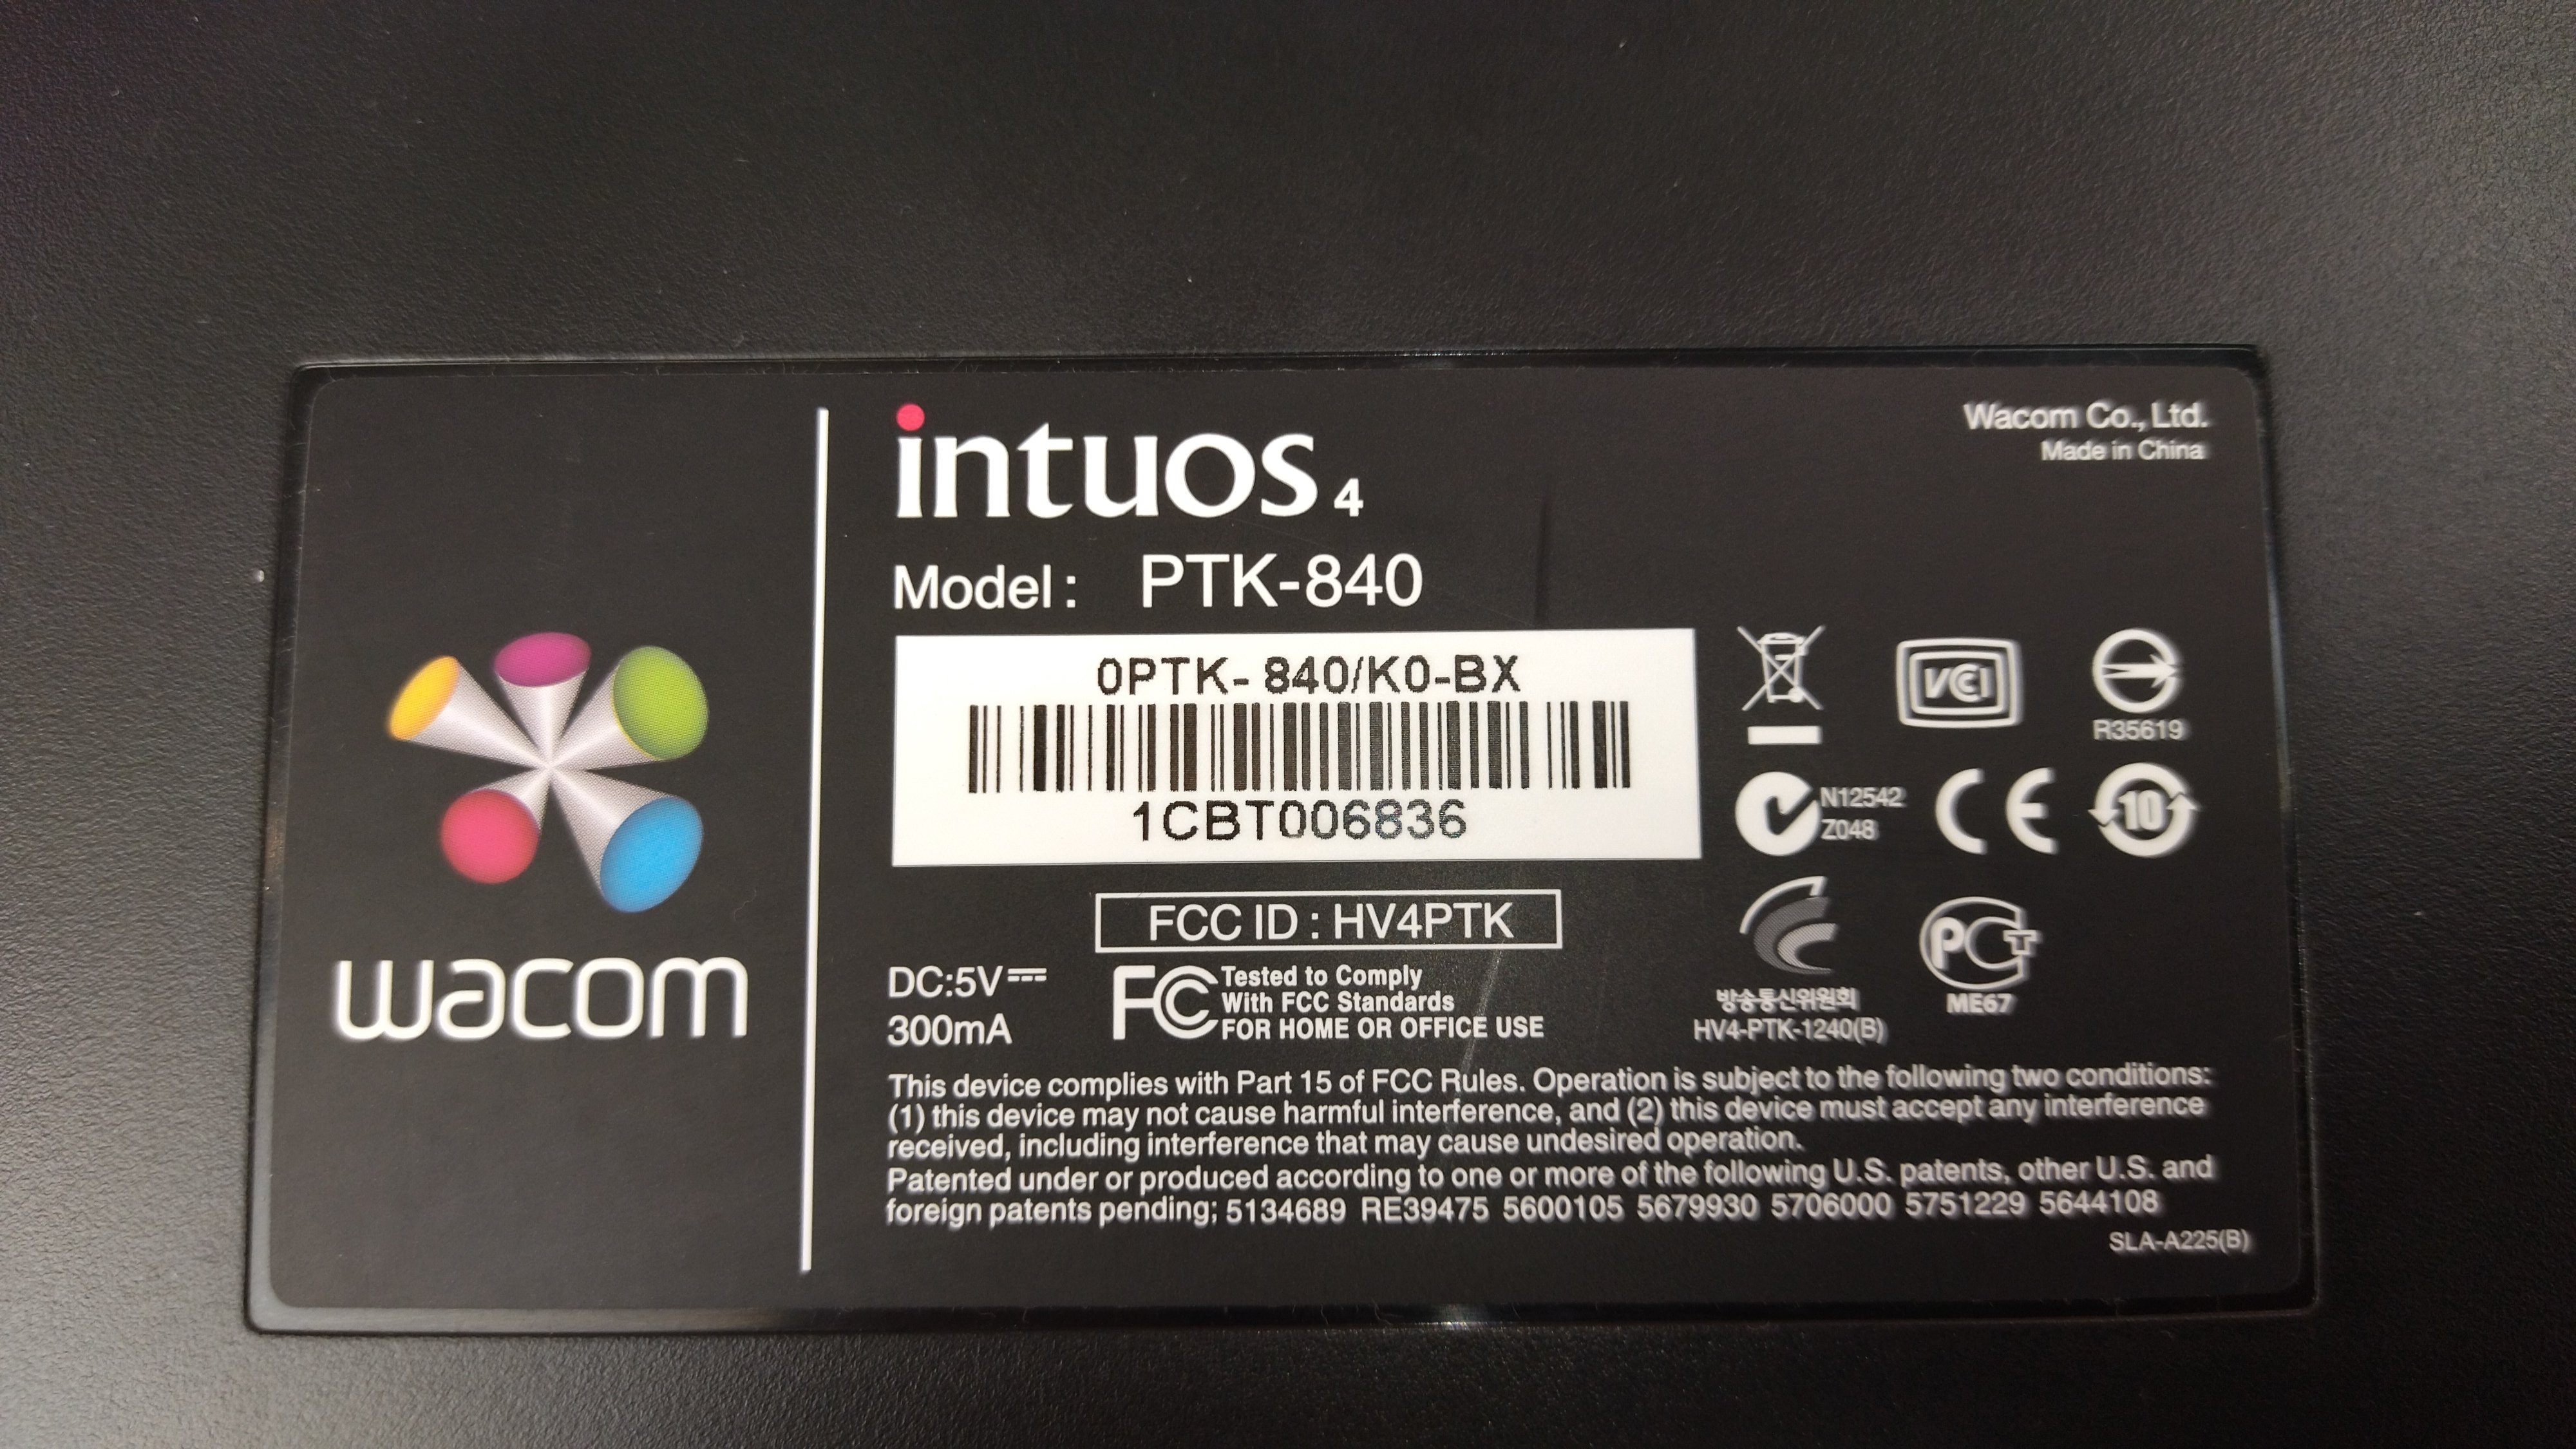 wacom
intuos 4
Model : PTK-840
Wacom Co., Ltd.
Made in China
0PTK- 840/K0-BX
1CBT006836
VCI
R35619
N12542
Z048
CE
10
FCC ID : HV4PTK
DC:5V
300mA
FC Tested to Comply
With FCC Standards
FOR HOME OR OFFICE USE
방송통신위원회
HV4-PTK-1240(B)
PCT
ME67
This device complies with Part 15 of FCC Rules. Operation is subject to the following two conditions:
(1) this device may not cause harmful interference, and (2) this device must accept any interference
received, including interference that may cause undesired operation.
Patented under or produced according to one or more of the following U.S. patents, other U.S. and
foreign patents pending; 5134689 RE39475 5600105 5679930 5706000 5751229 5644108
SLA-A225(B)